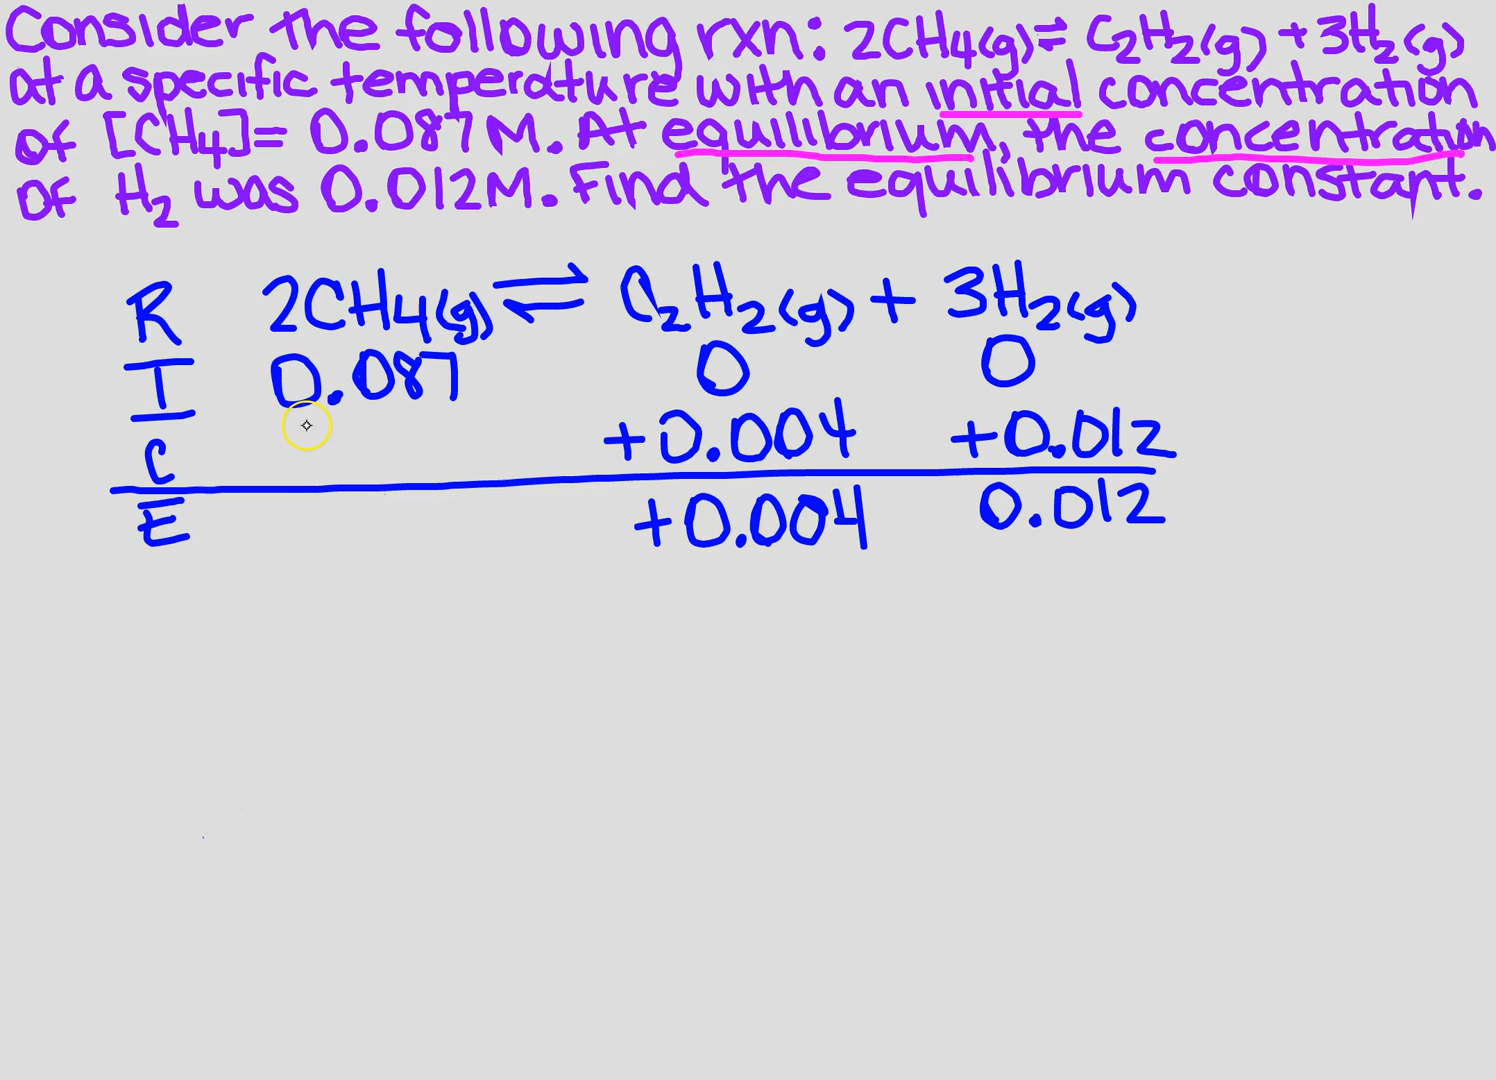 Consider the following rxn: 2CH₄(g) ⇌ C₂H₂(g) + 3H₂(g)
at a specific temperature with an initial concentration
of [CH₄] = 0.087M. At equilibrium, the concentration
of H₂ was 0.012M. Find the equilibrium constant.
R 2CH₄(g) ⇌ C₂H₂(g) + 3H₂(g)
I 0.087 0 0
C +0.004 +0.012
E +0.004 0.012